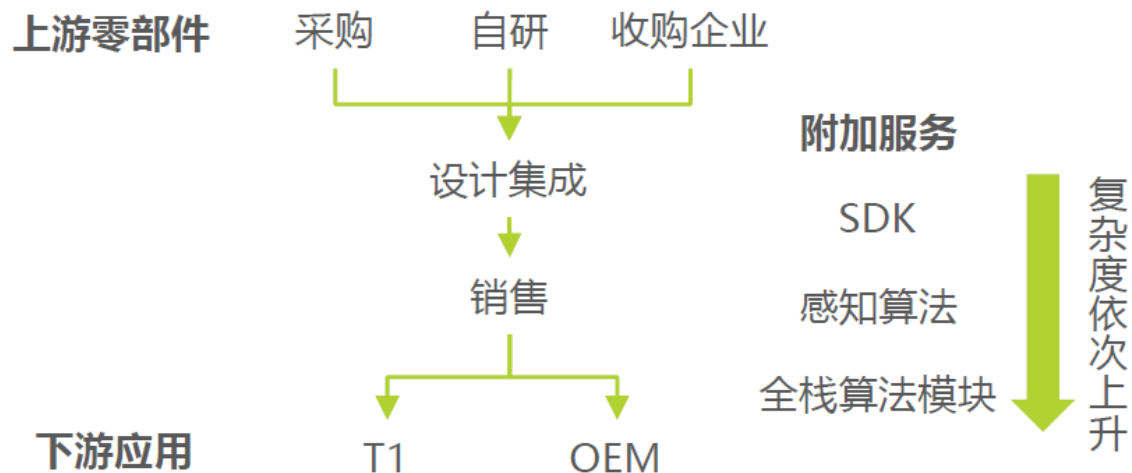 上游零部件 采购 自研 收购企业
附加服务
设计集成
SDK
销售
感知算法
全栈算法模块
复杂度依次上升
下游应用 T1 OEM